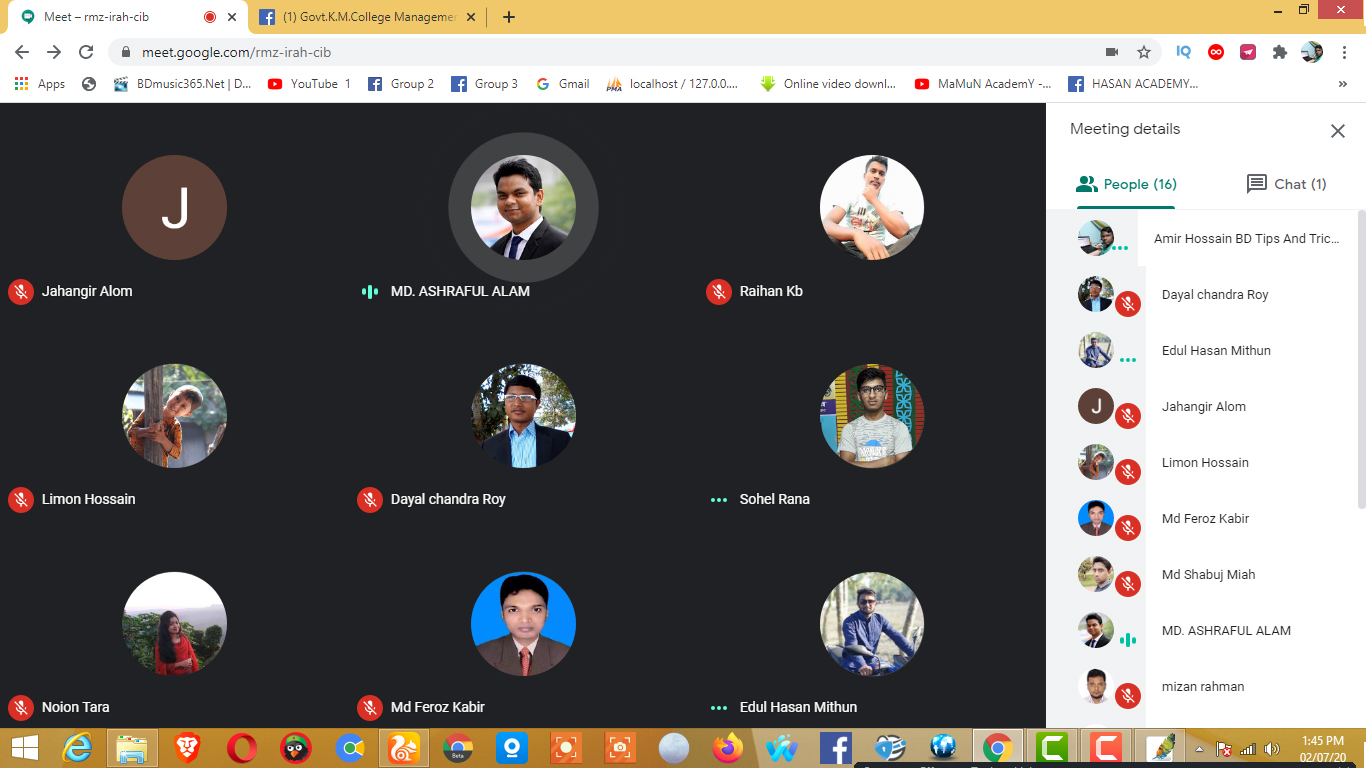 Meet – rmz-irah-cib
(1) Govt.K.M.College Managemen
meet.google.com/rmz-irah-cib
IQ
Apps
BDmusic365.Net | D...
YouTube 1
Group 2
Group 3
Gmail
PMA
localhost / 127.0.0....
Online video downl...
MaMuN AcademY -...
HASAN ACADEMY...
»
Meeting details
People (16)
Chat (1)
J
Jahangir Alom
MD. ASHRAFUL ALAM
Raihan Kb
Limon Hossain
Dayal chandra Roy
Sohel Rana
Noion Tara
Md Feroz Kabir
Edul Hasan Mithun
Amir Hossain BD Tips And Tric...
Dayal chandra Roy
Edul Hasan Mithun
J
Jahangir Alom
Limon Hossain
Md Feroz Kabir
Md Shabuj Miah
MD. ASHRAFUL ALAM
mizan rahman
Beta
1:45 PM
02/07/20